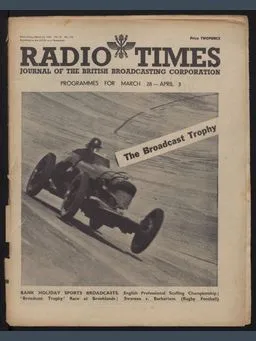 Price TWOPENCE
RADIO TIMES
JOURNAL OF THE BRITISH BROADCASTING CORPORATION
PROGRAMMES FOR MARCH 28—APRIL 3
The Broadcast Trophy
BANK HOLIDAY SPORTS BROADCASTS. English Professional Sculling Championship;
'Broadcast Trophy' Race at Brooklands; Swansea v. Barbarians (Rugby Football)